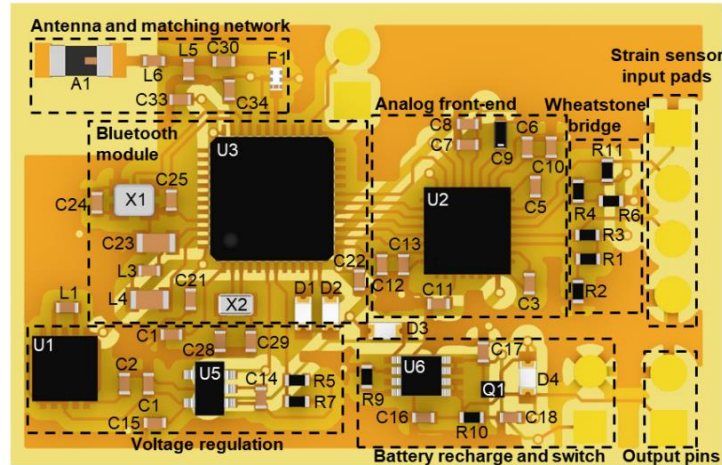 Antenna and matching network
L5
C30
F1
L6
A1
C33
C34
Strain sensor
input pads
Bluetooth
module
U3
X1
C25
C24
C23
L3
L4
C21
X2
C22
D1
D2
Analog front-end
C8
C7
C9
C6
C10
U2
C5
C13
C12
C11
C3
Wheatstone
bridge
R11
R4
R6
R3
R1
R2
L1
U1
C1
C28
C29
C2
C1
U5
C14
R5
R7
C15
Voltage regulation
D3
C17
U6
Q1
D4
R9
C16
R10
C18
Battery recharge and switch
Output pins